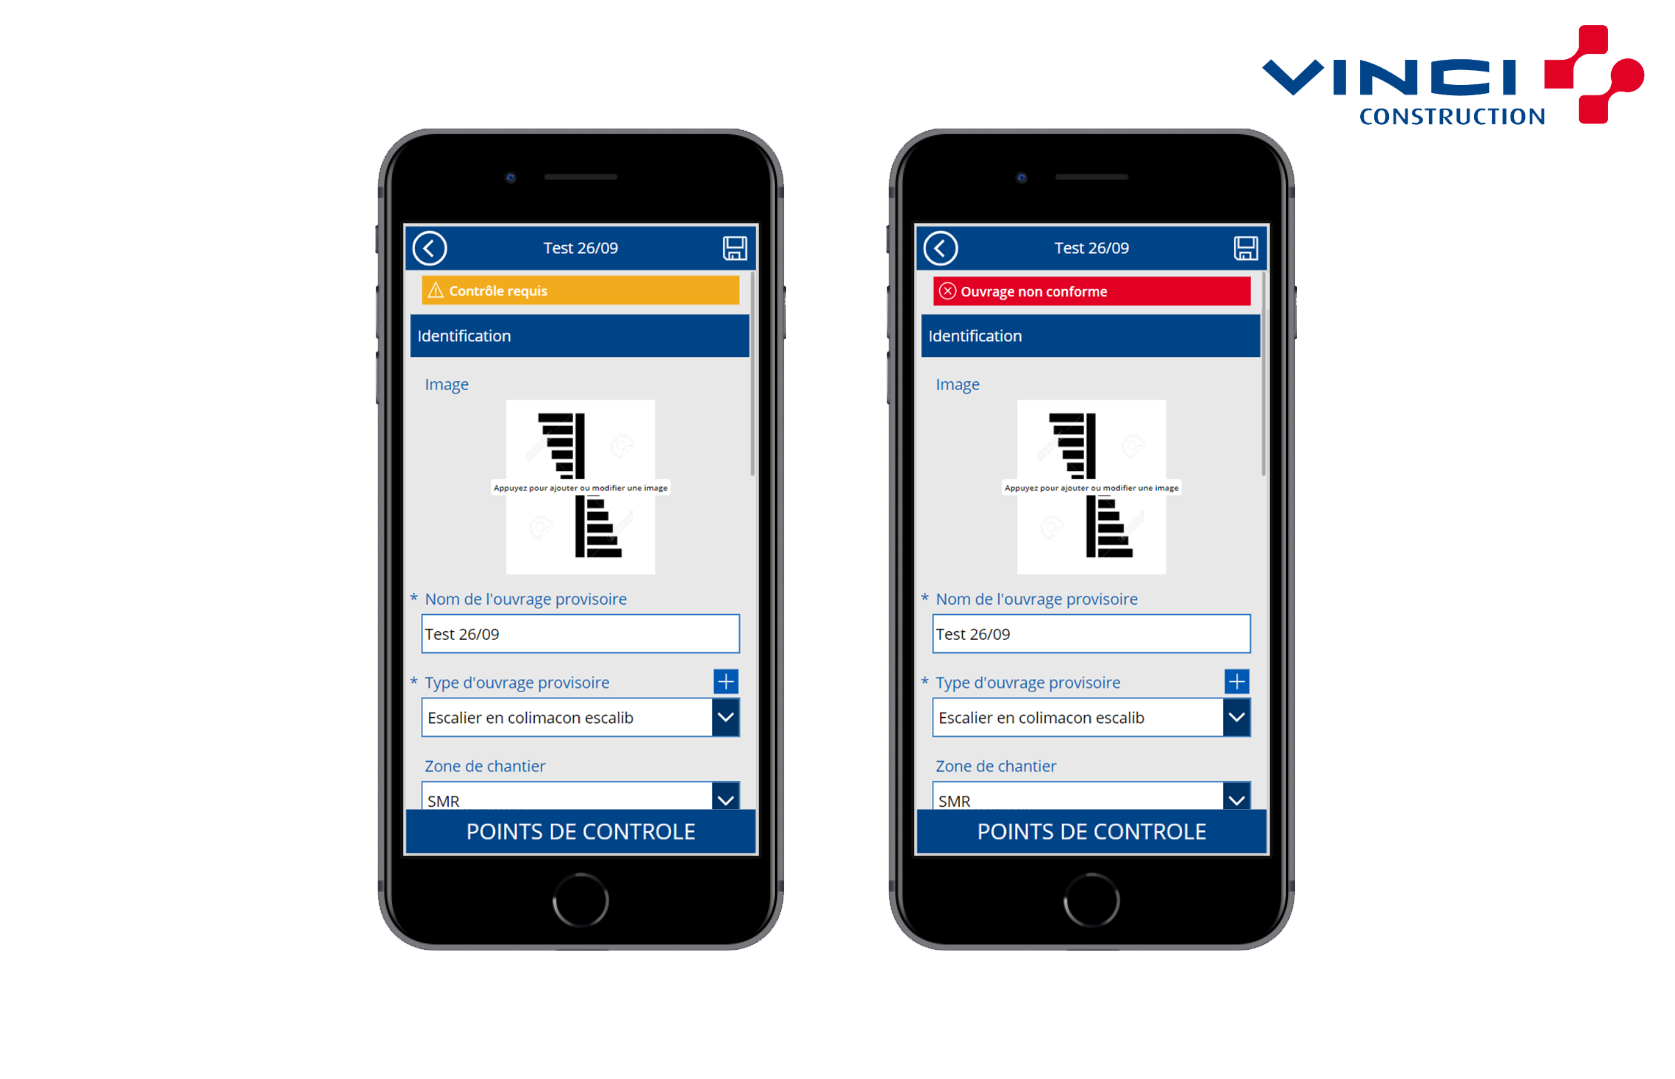 VINCI
CONSTRUCTION
Test 26/09
Contrôle requis
Identification
Image
Appuyez pour ajouter ou modifier une image
* Nom de l'ouvrage provisoire
Test 26/09
* Type d'ouvrage provisoire
Escalier en colimacon escalib
Zone de chantier
SMR
POINTS DE CONTROLE
Test 26/09
Ouvrage non conforme
Identification
Image
Appuyez pour ajouter ou modifier une image
* Nom de l'ouvrage provisoire
Test 26/09
* Type d'ouvrage provisoire
Escalier en colimacon escalib
Zone de chantier
SMR
POINTS DE CONTROLE